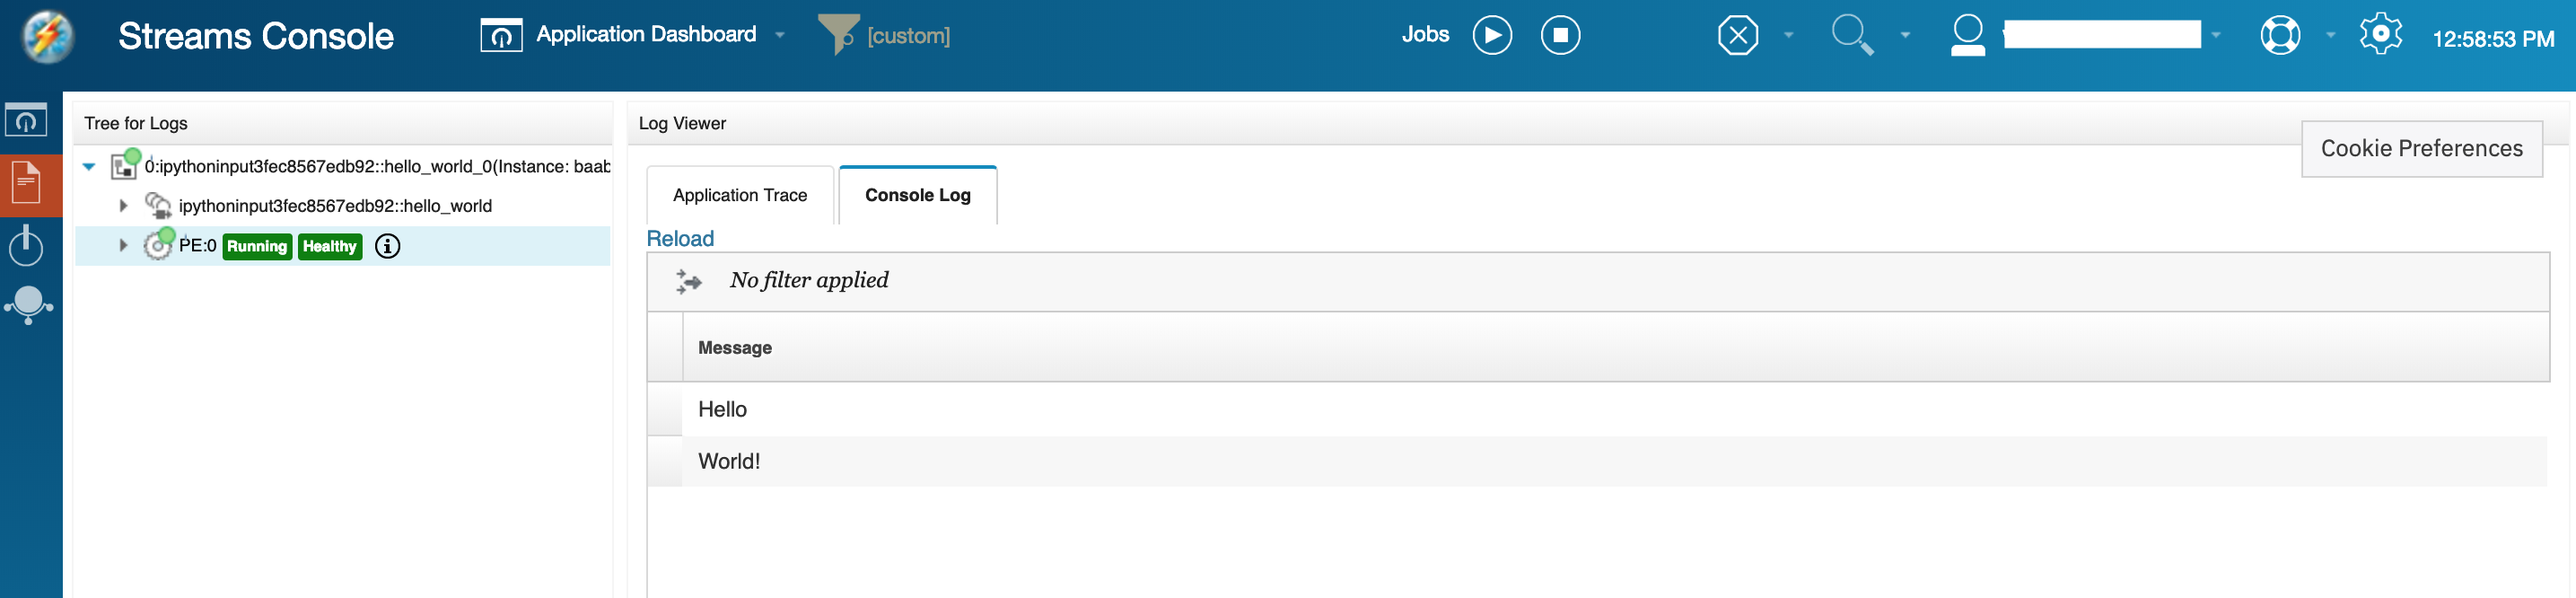 Streams Console
Application Dashboard
[custom]
Jobs
12:58:53 PM
Tree for Logs
0:ipythoninput3fec8567edb92::hello_world_0(Instance: baab
ipythoninput3fec8567edb92::hello_world
PE:0 Running Healthy
Log Viewer
Cookie Preferences
Application Trace
Console Log
Reload
No filter applied
Message
Hello
World!